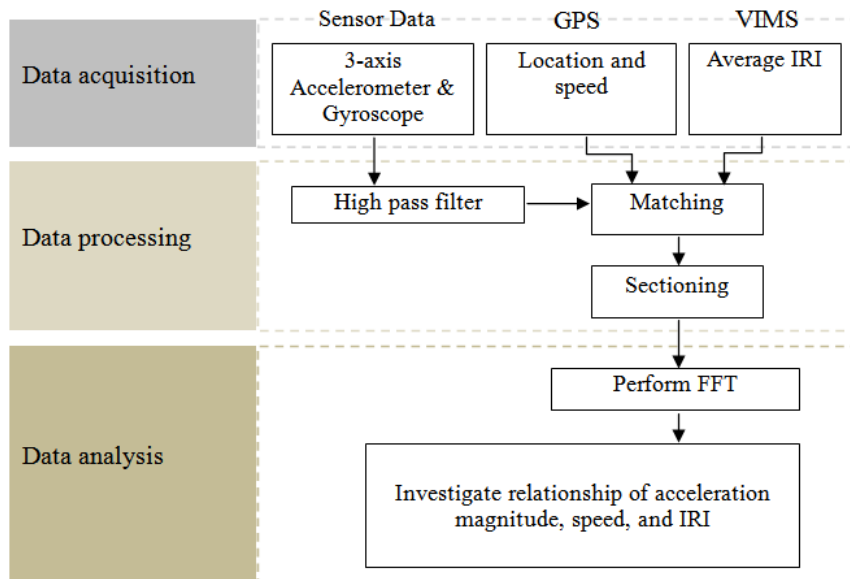 Sensor Data
GPS
VIMS
Data acquisition
3-axis
Accelerometer &
Gyroscope
Location and
speed
Average IRI
Data processing
High pass filter
Matching
Sectioning
Data analysis
Perform FFT
Investigate relationship of acceleration
magnitude, speed, and IRI